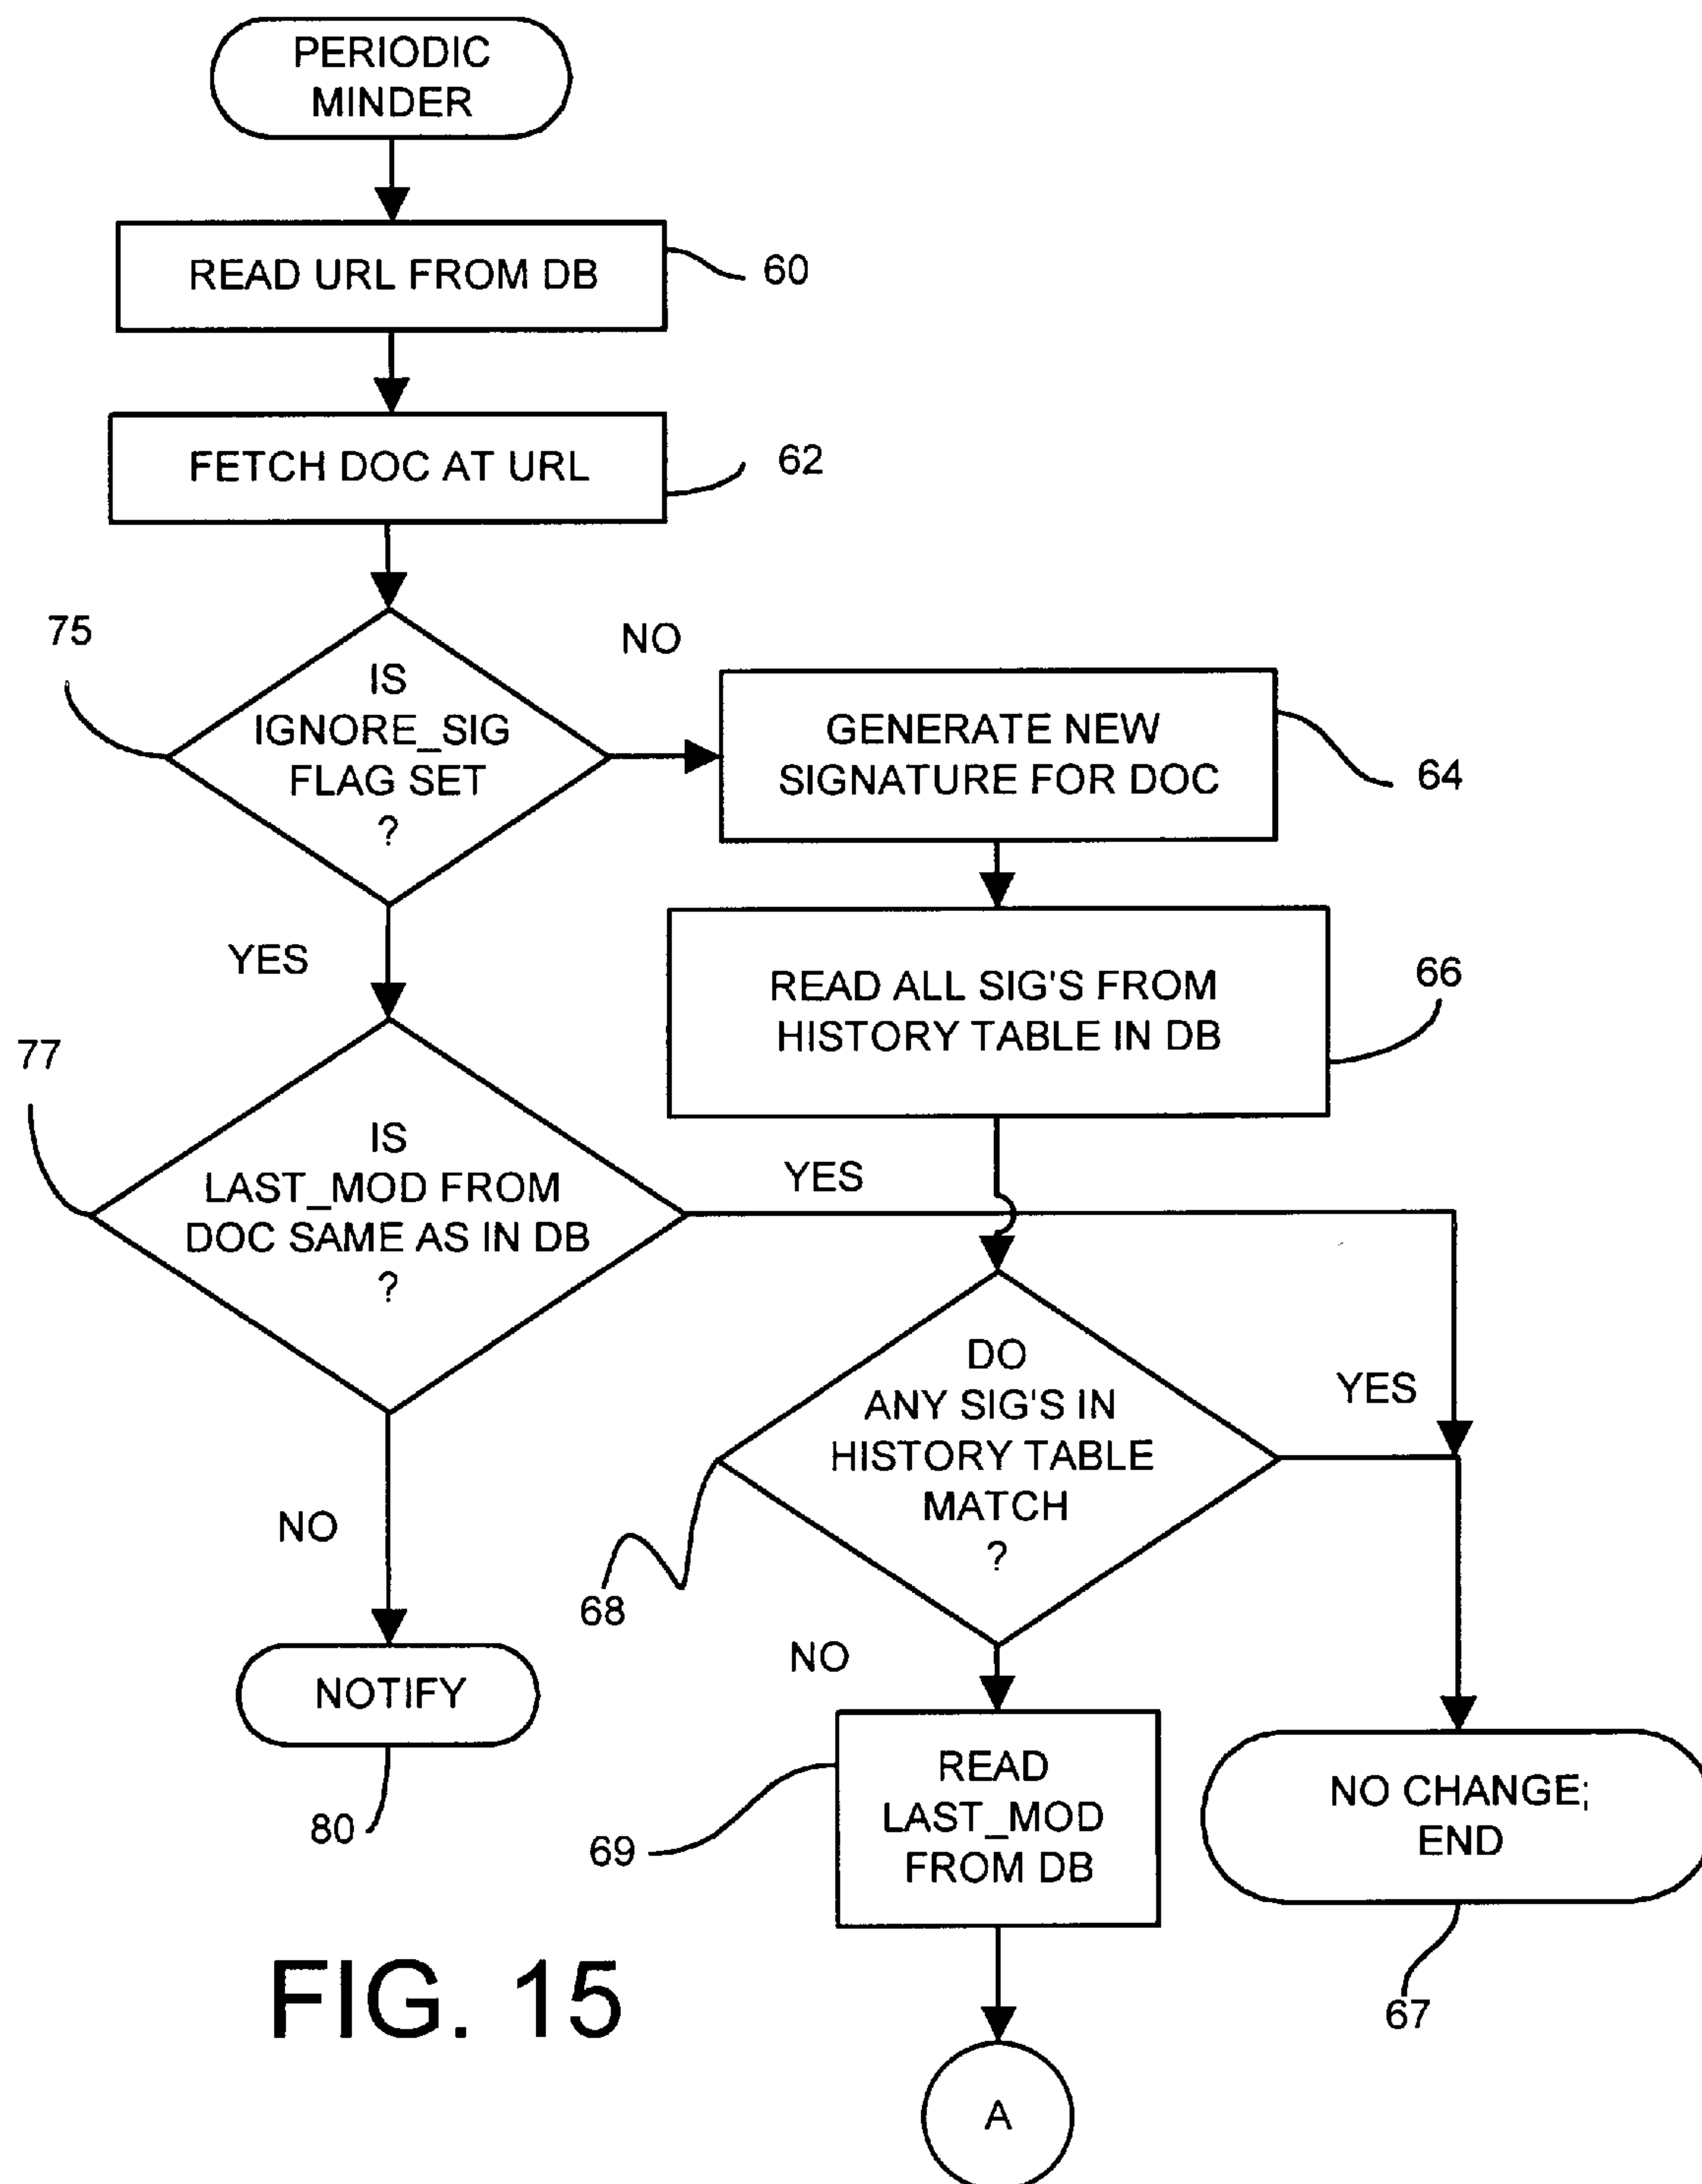 PERIODIC
MINDER
READ URL FROM DB
60
FETCH DOC AT URL
62
75
IS
IGNORE_SIG
FLAG SET
?
NO
GENERATE NEW
SIGNATURE FOR DOC
64
YES
READ ALL SIG'S FROM
HISTORY TABLE IN DB
66
77
IS
LAST_MOD FROM
DOC SAME AS IN DB
?
YES
DO
ANY SIG'S IN
HISTORY TABLE
MATCH
?
YES
68
NO
NOTIFY
80
NO
READ
LAST_MOD
FROM DB
69
NO CHANGE;
END
67
FIG. 15
A